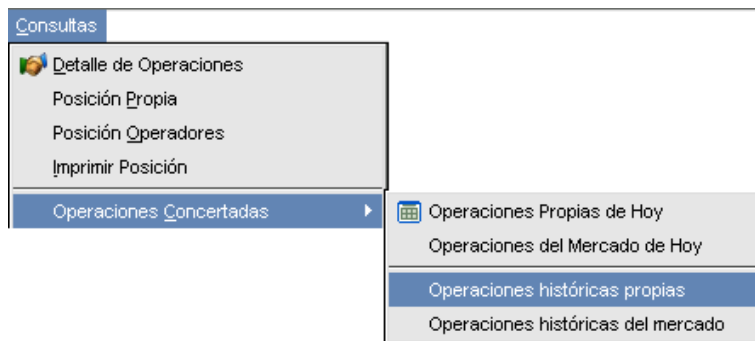 Consultas
Detalle de Operaciones
Posición Propia
Posición Operadores
Imprimir Posición
Operaciones Concertadas
Operaciones Propias de Hoy
Operaciones del Mercado de Hoy
Operaciones históricas propias
Operaciones históricas del mercado